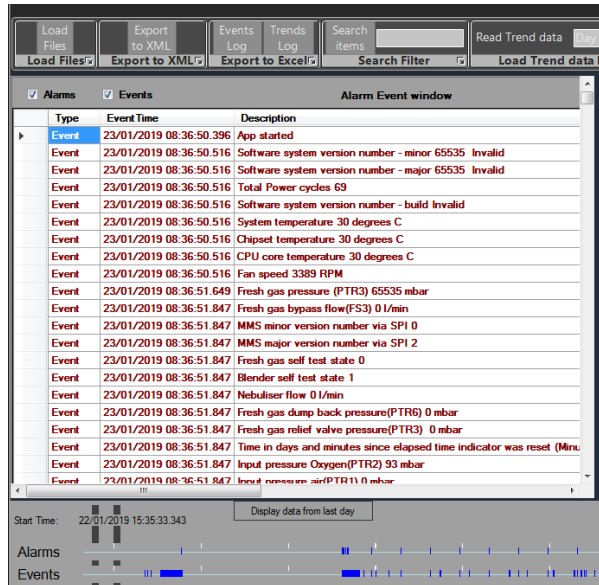 Load Files
Export to XML
Events Log
Trends Log
Search items
Read Trend data
Day
Load Files
Export to XML
Export to Excel
Search Filter
Load Trend data
Alarms
Events
Alarm Event window
Type EventTime Description
Event 23/01/2019 08:36:50.396 App started
Event 23/01/2019 08:36:50.516 Software system version number - minor 65535 Invalid
Event 23/01/2019 08:36:50.516 Software system version number - major 65535 Invalid
Event 23/01/2019 08:36:50.516 Total Power cycles 69
Event 23/01/2019 08:36:50.516 Software system version number - build Invalid
Event 23/01/2019 08:36:50.516 System temperature 30 degrees C
Event 23/01/2019 08:36:50.516 Chipset temperature 30 degrees C
Event 23/01/2019 08:36:50.516 CPU core temperature 30 degrees C
Event 23/01/2019 08:36:50.516 Fan speed 3389 RPM
Event 23/01/2019 08:36:51.649 Fresh gas pressure (PTR3) 65535 mbar
Event 23/01/2019 08:36:51.847 Fresh gas bypass flow(FS3) 0 l/min
Event 23/01/2019 08:36:51.847 MMS minor version number via SPI 0
Event 23/01/2019 08:36:51.847 MMS major version number via SPI 2
Event 23/01/2019 08:36:51.847 Fresh gas self test state 0
Event 23/01/2019 08:36:51.847 Blender self test state 1
Event 23/01/2019 08:36:51.847 Nebuliser flow 0 l/min
Event 23/01/2019 08:36:51.847 Fresh gas dump back pressure(PTR6) 0 mbar
Event 23/01/2019 08:36:51.847 Fresh gas relief valve pressure(PTR3) 0 mbar
Event 23/01/2019 08:36:51.847 Time in days and minutes since elapsed time indicator was reset (Minu
Event 23/01/2019 08:36:51.847 Input pressure Oxygen(PTR2) 93 mbar
Event 23/01/2019 08:36:51.847 Input pressure air(PTR1) 0 mbar
Start Time: 22/01/2019 15:35:33.343
Display data from last day
Alarms
Events